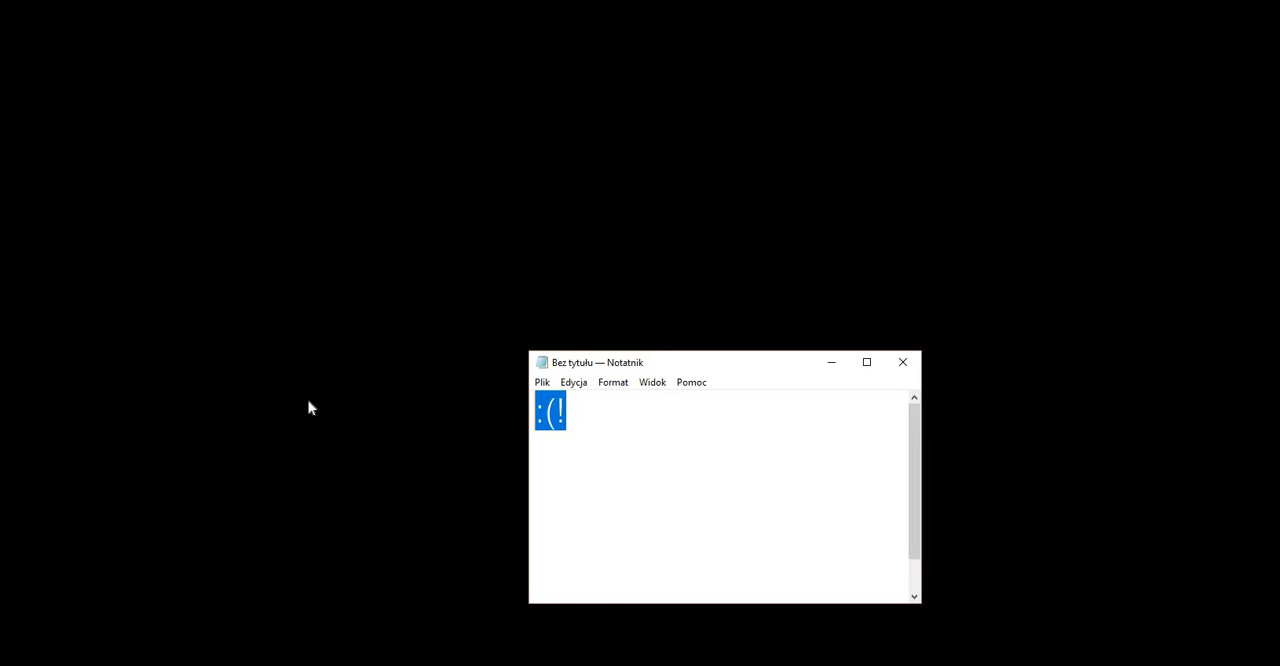 Bez tytułu — Notatnik
Plik Edycja Format Widok Pomoc
:(!